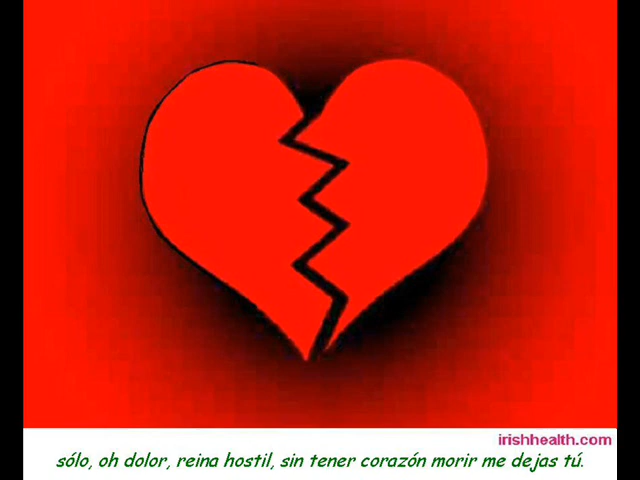 irishhealth.com
sólo, oh dolor, reina hostil, sin tener corazón morir me dejas tú.